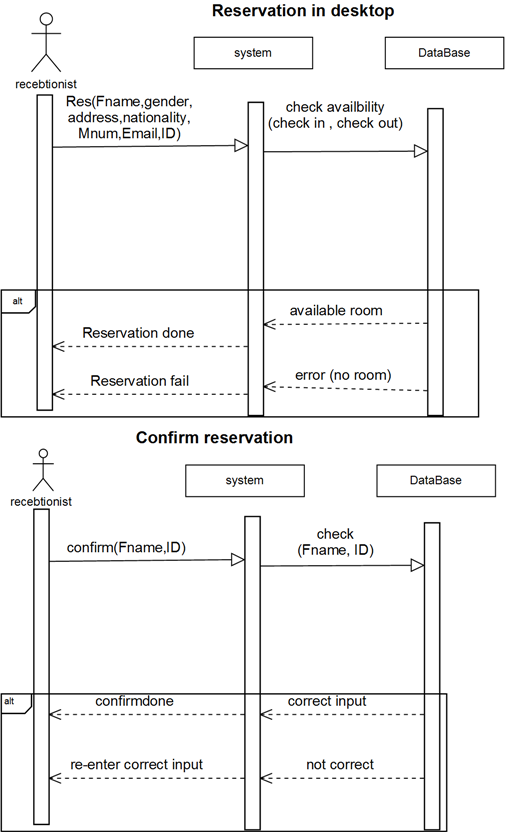 Reservation in desktop
system
DataBase
recebtionist
Res(Fname,gender,
address,nationality,
Mnum,Email,ID)
check availbility
(check in , check out)
alt
available room
Reservation done
error (no room)
Reservation fail
Confirm reservation
system
DataBase
recebtionist
confirm(Fname,ID)
check
(Fname, ID)
alt
confirmdone
correct input
re-enter correct input
not correct